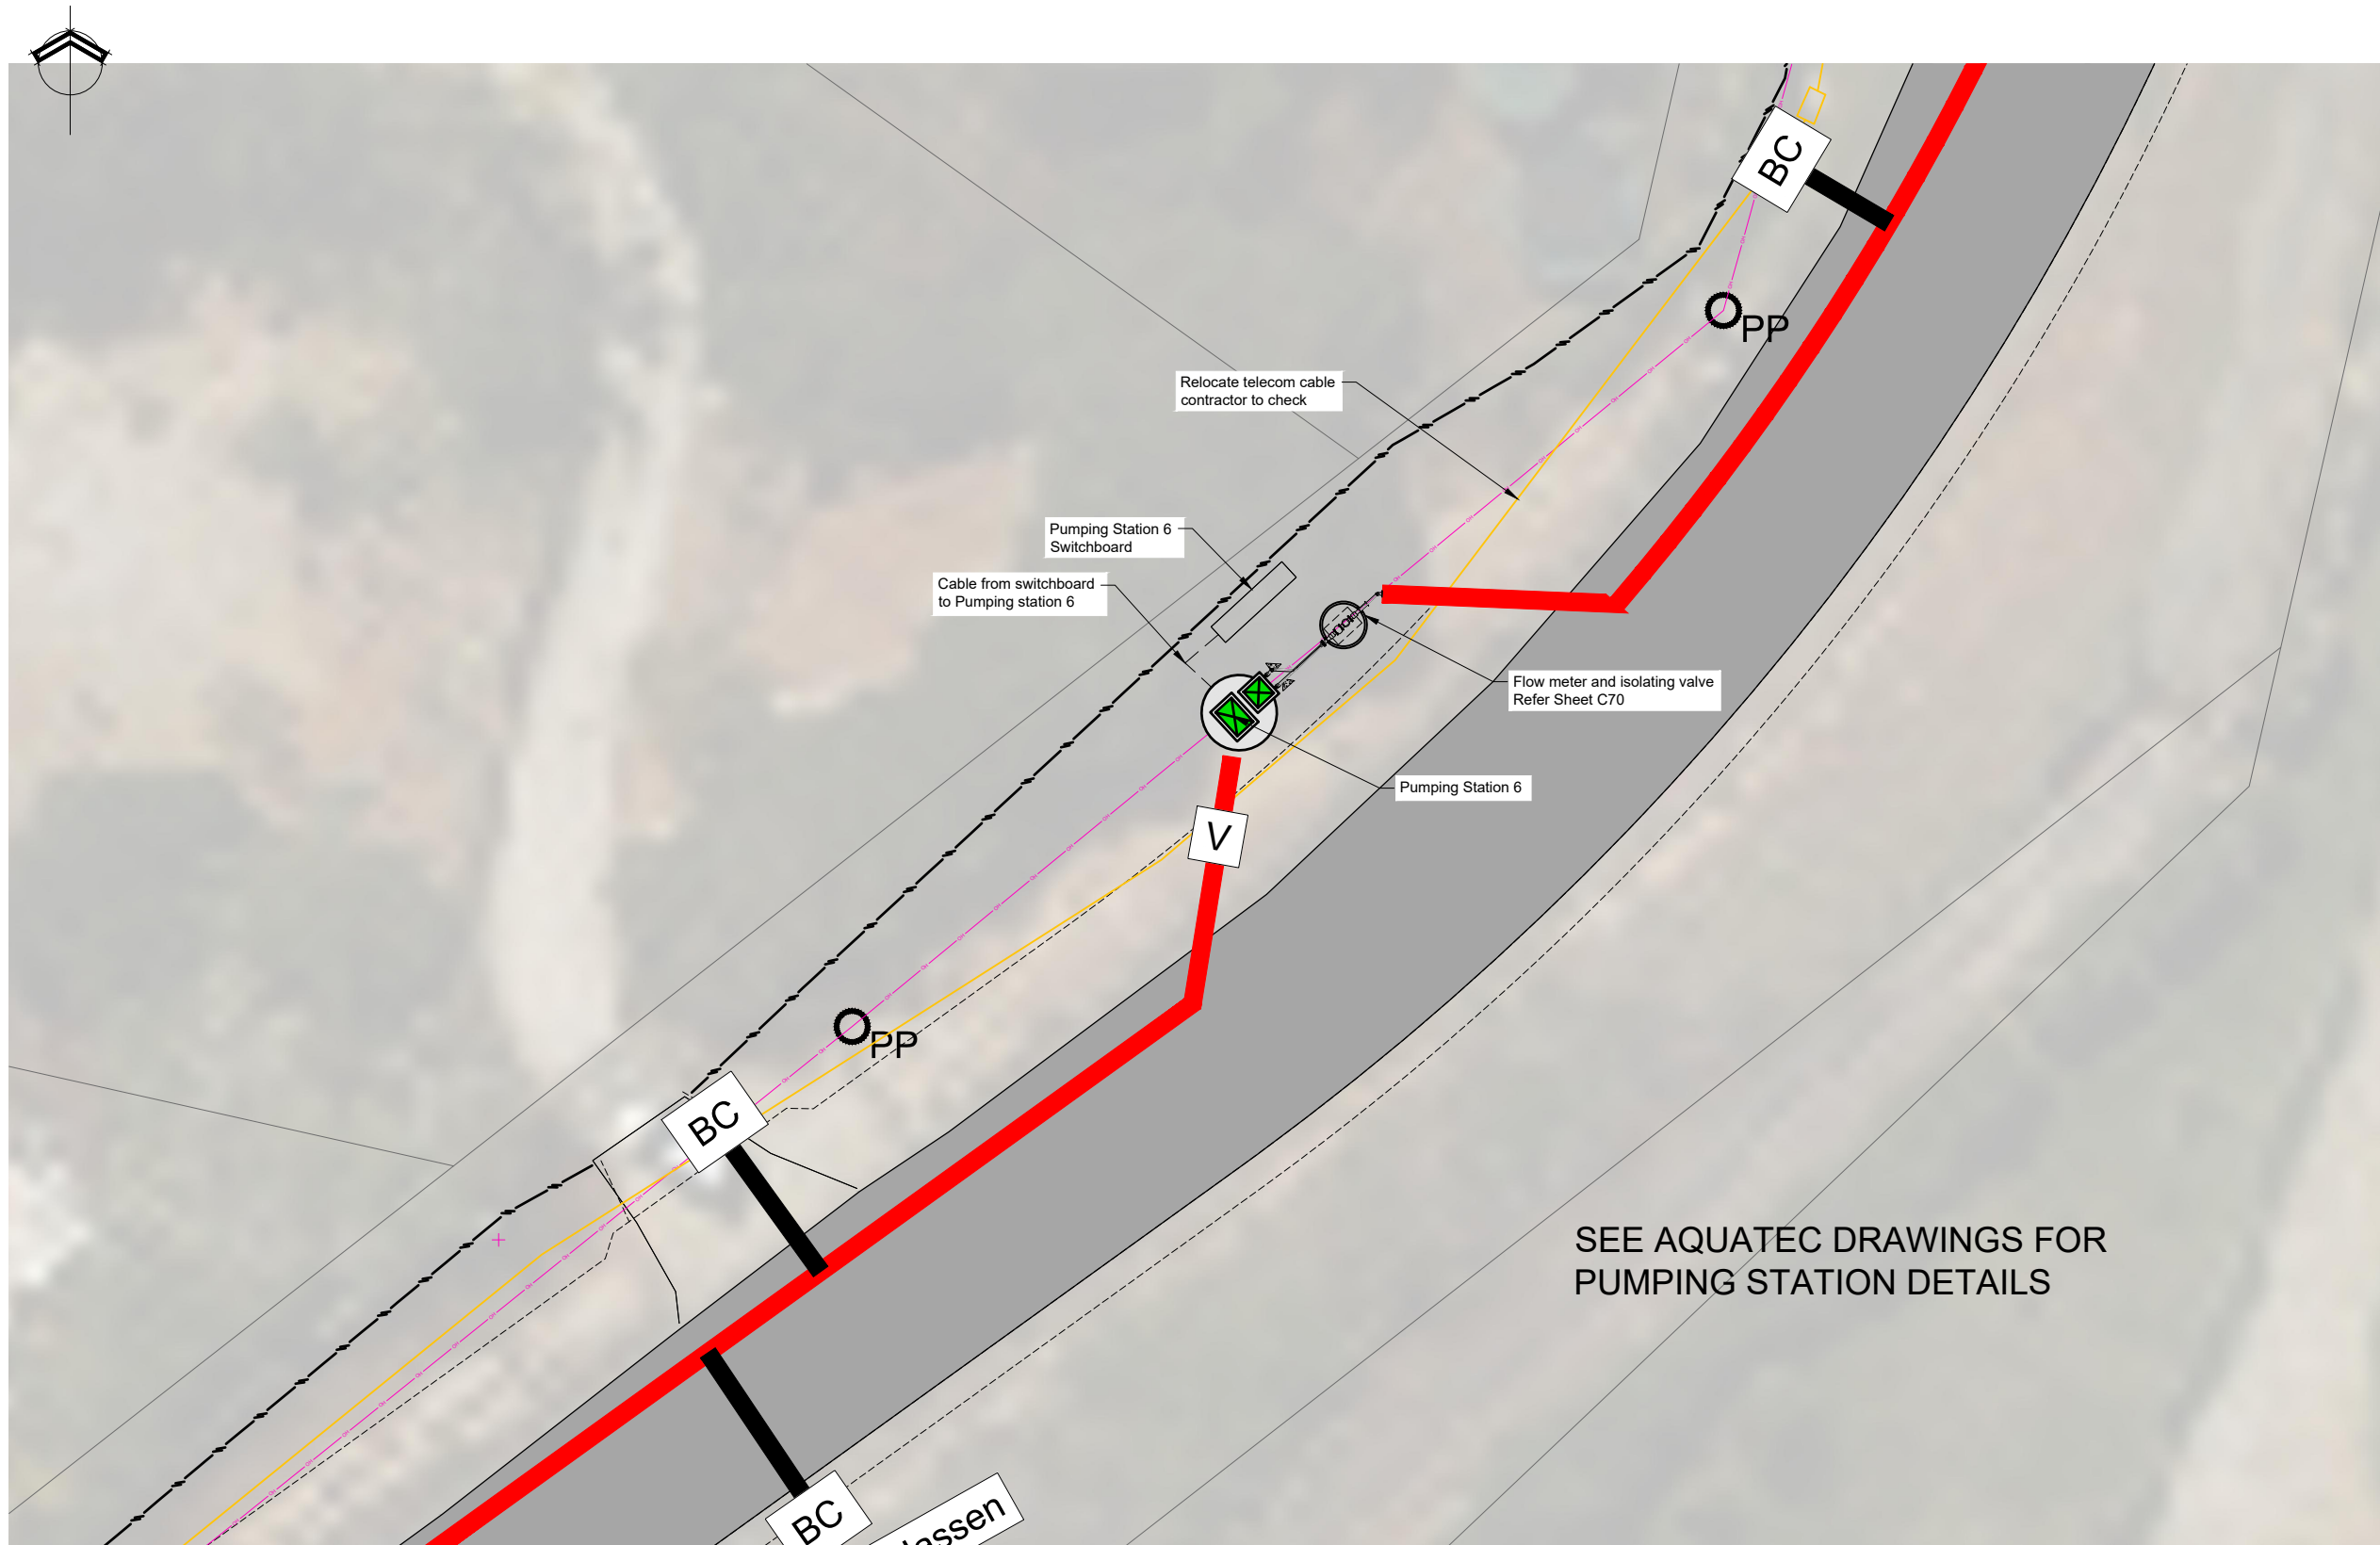 BC
PP
Relocate telecom cable
contractor to check
Pumping Station 6
Switchboard
Cable from switchboard
to Pumping station 6
Flow meter and isolating valve
Refer Sheet C70
Pumping Station 6
V
PP
BC
SEE AQUATEC DRAWINGS FOR
PUMPING STATION DETAILS
BC